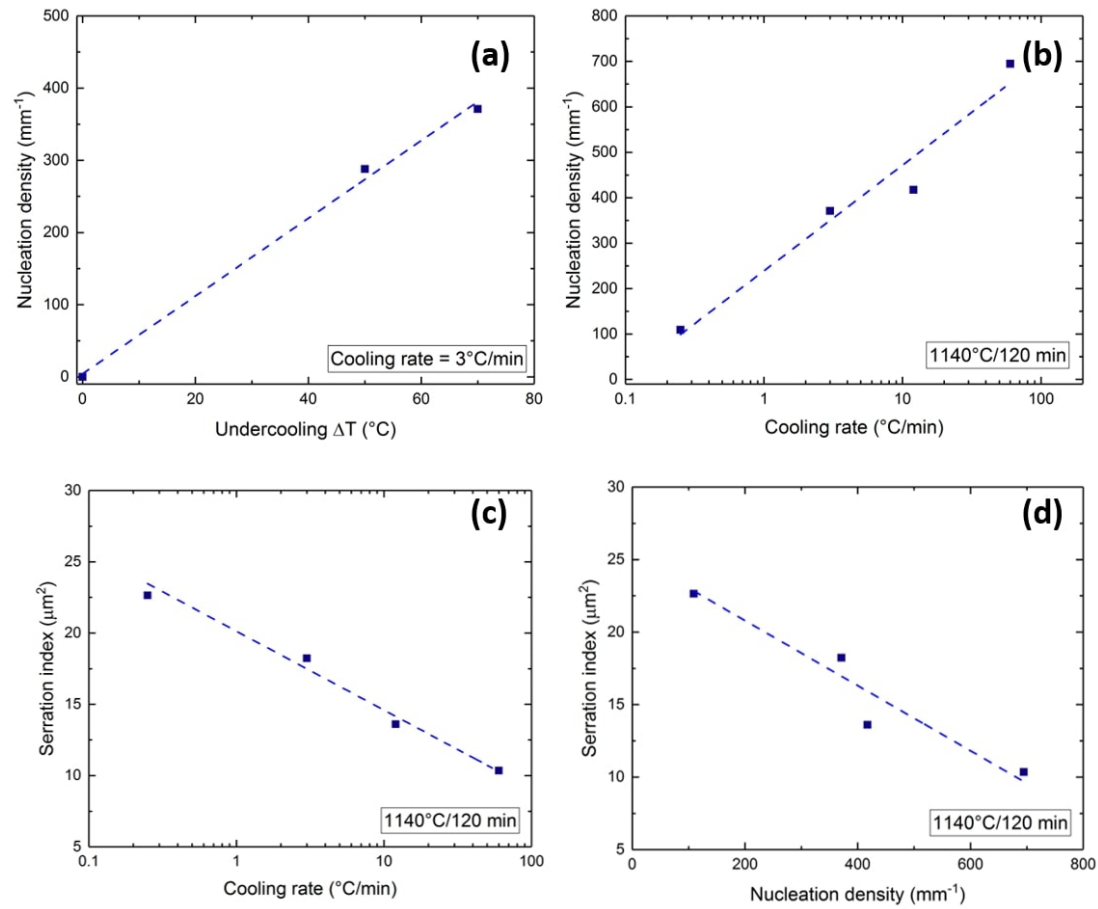 (a)
500
400
300
200
100
0
Nucleation density (mm⁻¹)
Cooling rate = 3°C/min
0 20 40 60 80
Undercooling ΔT (°C)
(b)
800
700
600
500
400
300
200
100
0
Nucleation density (mm⁻¹)
1140°C/120 min
0.1 1 10 100
Cooling rate (°C/min)
(c)
30
25
20
15
10
5
Serration index (μm²)
1140°C/120 min
0.1 1 10 100
Cooling rate (°C/min)
(d)
30
25
20
15
10
5
Serration index (μm²)
1140°C/120 min
0 200 400 600 800
Nucleation density (mm⁻¹)